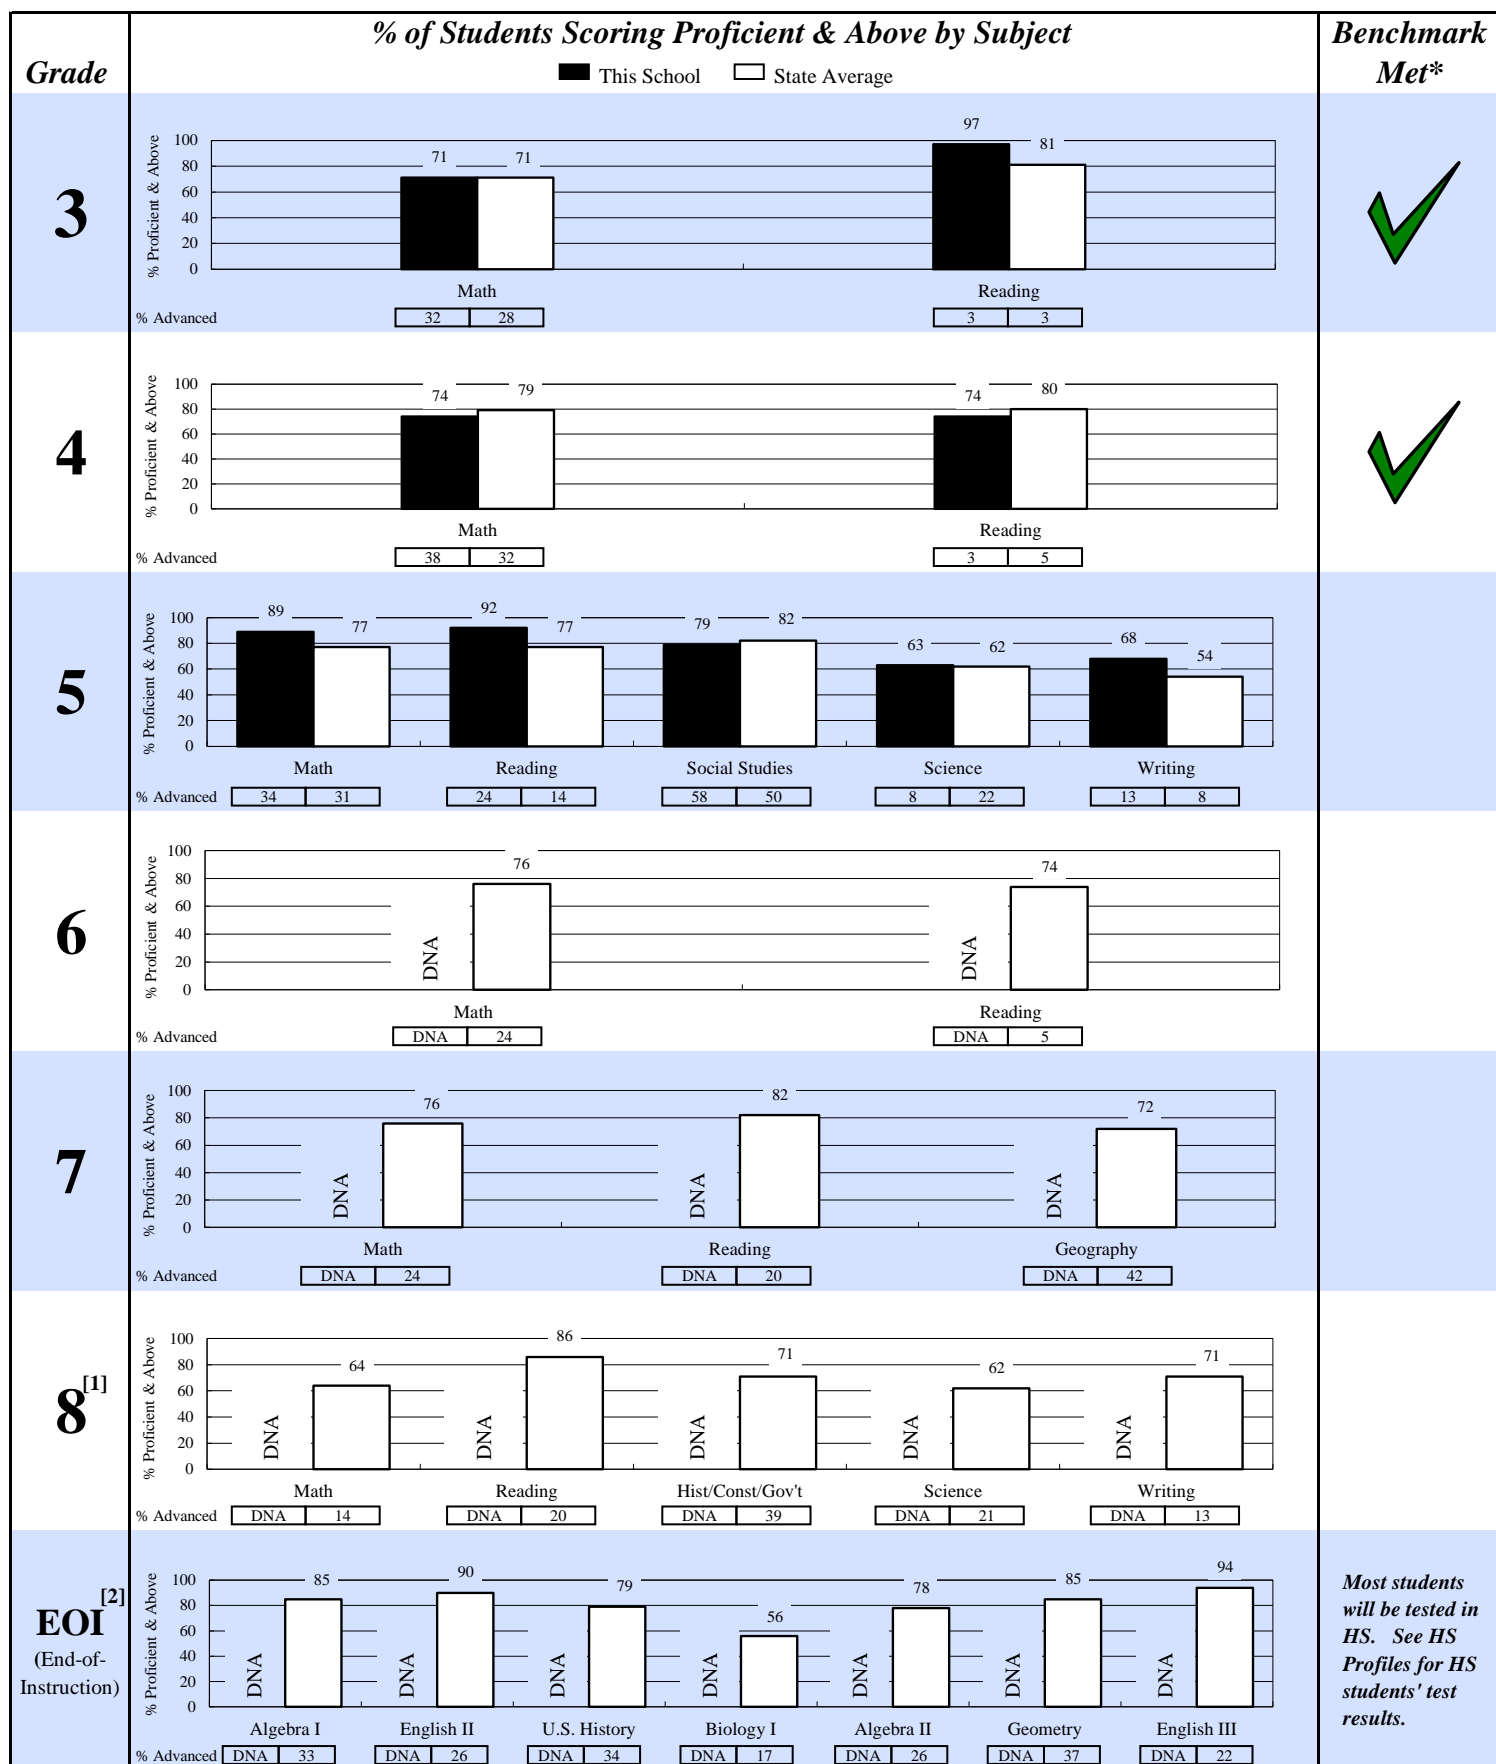 % of Students Scoring Proficient & Above by Subject
Benchmark
Met*
Grade
This School State Average
3
% Proficient & Above
100
80
60
40
20
0
71 71 97 81
Math Reading
% Advanced 32 28 3 3
4
% Proficient & Above
100
80
60
40
20
0
74 79 74 80
Math Reading
% Advanced 38 32 3 5
5
% Proficient & Above
100
80
60
40
20
0
89 77 92 77 79 82 63 62 68 54
Math Reading Social Studies Science Writing
% Advanced 34 31 24 14 58 50 8 22 13 8
6
% Proficient & Above
100
80
60
40
20
0
DNA 76 DNA 74
Math Reading
% Advanced DNA 24 DNA 5
7
% Proficient & Above
100
80
60
40
20
0
DNA 76 DNA 82 DNA 72
Math Reading Geography
% Advanced DNA 24 DNA 20 DNA 42
8[1]
% Proficient & Above
100
80
60
40
20
0
DNA 64 DNA 86 DNA 71 DNA 62 DNA 71
Math Reading Hist/Const/Gov't Science Writing
% Advanced DNA 14 DNA 20 DNA 39 DNA 21 DNA 13
EOI[2]
(End-of-
Instruction)
% Proficient & Above
100
80
60
40
20
0
DNA 85 DNA 90 DNA 79 DNA 56 DNA 78 DNA 85 DNA 94
Algebra I English II U.S. History Biology I Algebra II Geometry English III
% Advanced DNA 33 DNA 26 DNA 34 DNA 17 DNA 26 DNA 37 DNA 22
Most students
will be tested in
HS. See HS
Profiles for HS
students' test
results.